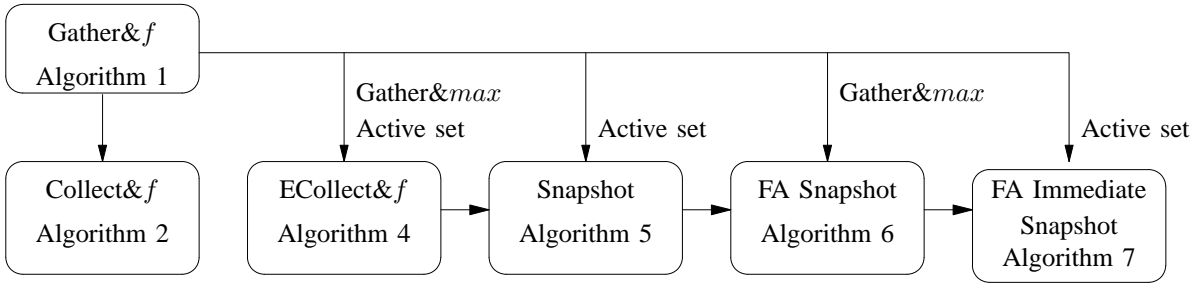 Gather&f
Algorithm 1
Gather&max
Active set
Active set
Gather&max
Active set
Collect&f
Algorithm 2
ECollect&f
Algorithm 4
Snapshot
Algorithm 5
FA Snapshot
Algorithm 6
FA Immediate
Snapshot
Algorithm 7